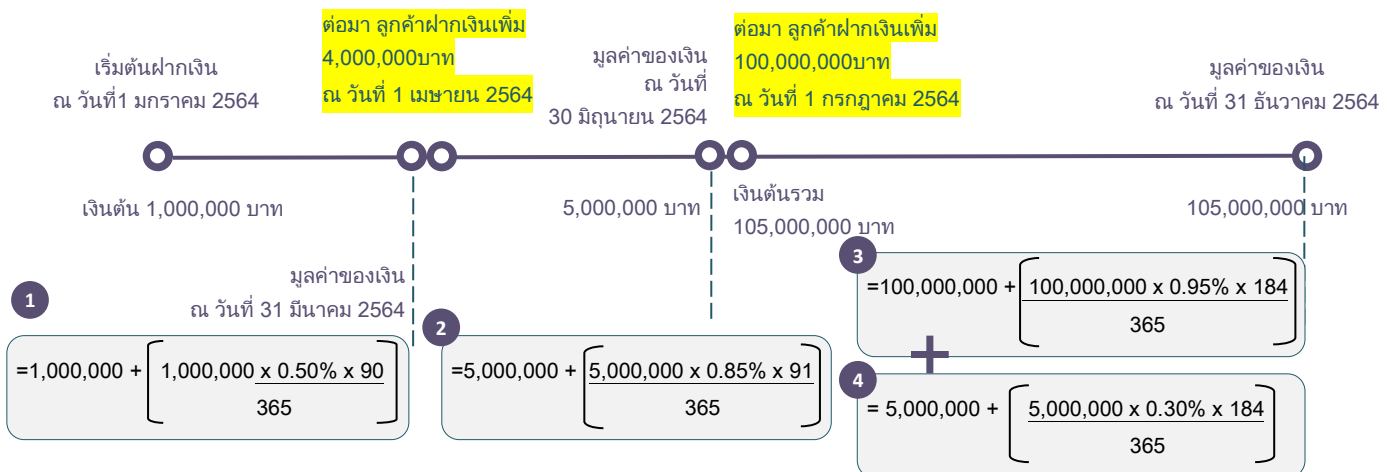 เริ่มต้นฝากเงิน
ณ วันที่1 มกราคม 2564
ต่อมา ลูกค้าฝากเงินเพิ่ม
4,000,000บาท
ณ วันที่ 1 เมษายน 2564
มูลค่าของเงิน
ณ วันที่
30 มิถุนายน 2564
ต่อมา ลูกค้าฝากเงินเพิ่ม
100,000,000บาท
ณ วันที่ 1 กรกฎาคม 2564
มูลค่าของเงิน
ณ วันที่ 31 ธันวาคม 2564
เงินต้น 1,000,000 บาท
5,000,000 บาท
เงินต้นรวม
105,000,000 บาท
105,000,000 บาท
มูลค่าของเงิน
ณ วันที่ 31 มีนาคม 2564
1
=1,000,000 + [ 1,000,000 x 0.50% x 90 ]
365
2
=5,000,000 + [ 5,000,000 x 0.85% x 91 ]
365
3
=100,000,000 + [ 100,000,000 x 0.95% x 184 ]
365
+
4
= 5,000,000 + [ 5,000,000 x 0.30% x 184 ]
365